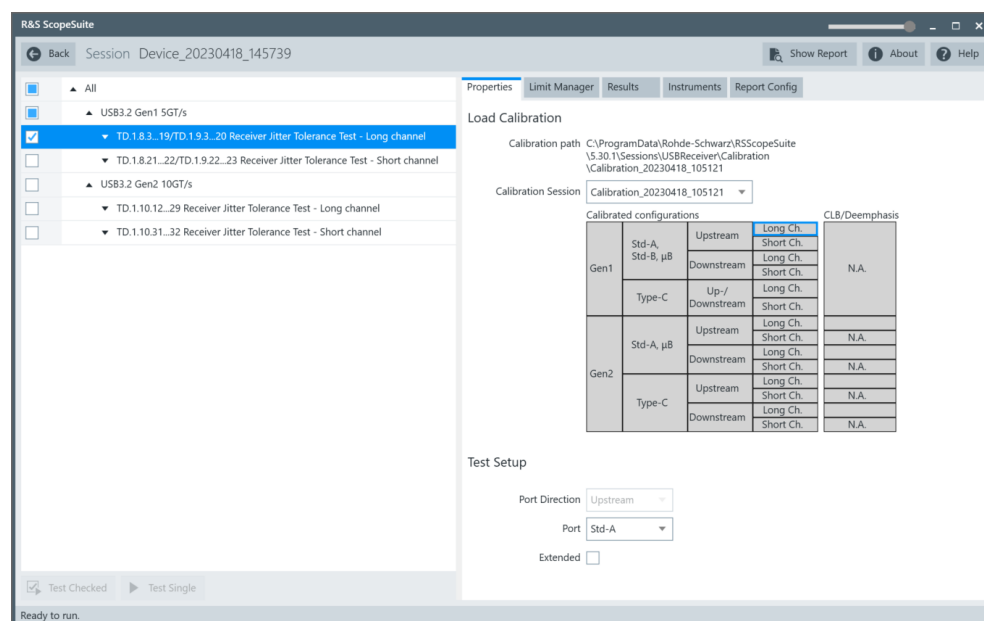 R&S ScopeSuite
Back Session Device_20230418_145739 Show Report About Help
All
USB3.2 Gen1 5GT/s
TD.1.8.3...19/TD.1.9.3...20 Receiver Jitter Tolerance Test - Long channel
TD.1.8.21...22/TD.1.9.22...23 Receiver Jitter Tolerance Test - Short channel
USB3.2 Gen2 10GT/s
TD.1.10.12...29 Receiver Jitter Tolerance Test - Long channel
TD.1.10.31...32 Receiver Jitter Tolerance Test - Short channel
Properties Limit Manager Results Instruments Report Config
Load Calibration
Calibration path C:\ProgramData\Rohde-Schwarz\RSScopeSuite
\5.30.1\Sessions\USBReceiver\Calibration
\Calibration_20230418_105121
Calibration Session Calibration_20230418_105121
Calibrated configurations CLB/Deemphasis
Gen1
Std-A,
Std-B, µB
Upstream
Long Ch.
Short Ch.
Downstream
Long Ch.
Short Ch.
N.A.
Type-C
Up-/
Downstream
Long Ch.
Short Ch.
Gen2
Std-A, µB
Upstream
Long Ch.
Short Ch. N.A.
Downstream
Long Ch.
Short Ch. N.A.
Type-C
Upstream
Long Ch.
Short Ch. N.A.
Downstream
Long Ch.
Short Ch. N.A.
Test Setup
Port Direction Upstream
Port Std-A
Extended
Test Checked Test Single
Ready to run.